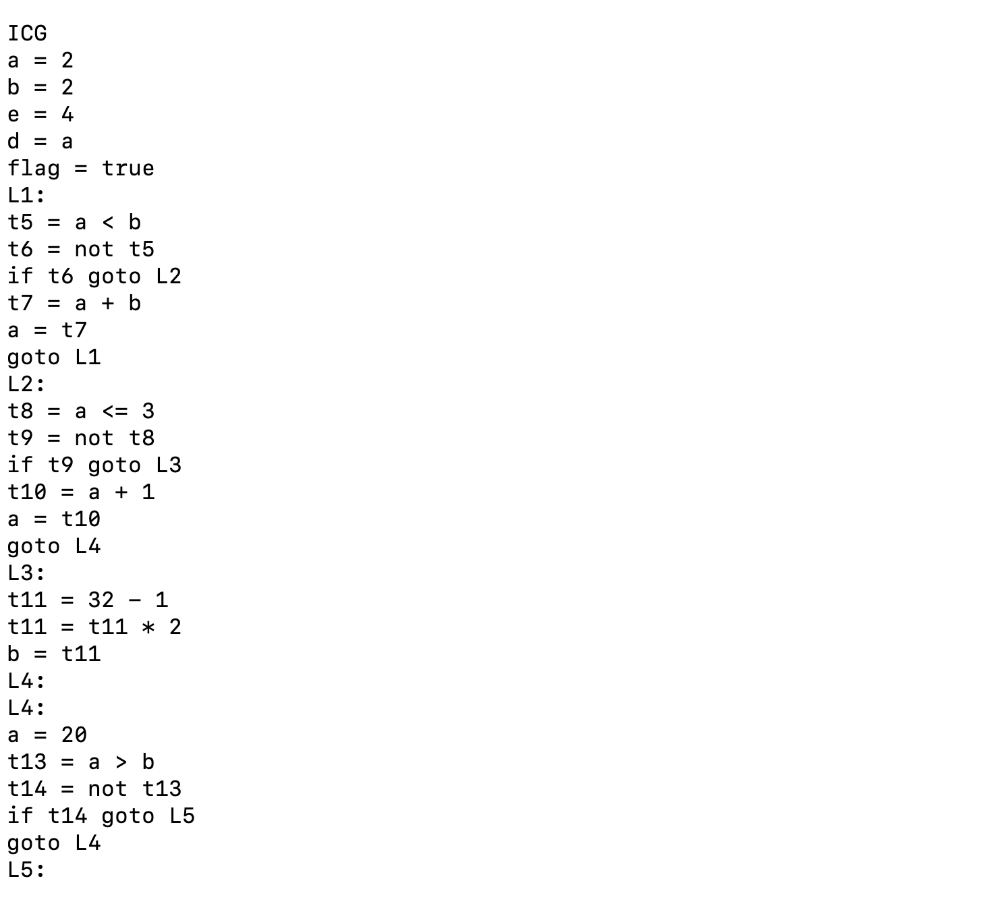 ICG
a = 2
b = 2
e = 4
d = a
flag = true
L1:
t5 = a < b
t6 = not t5
if t6 goto L2
t7 = a + b
a = t7
goto L1
L2:
t8 = a <= 3
t9 = not t8
if t9 goto L3
t10 = a + 1
a = t10
goto L4
L3:
t11 = 32 - 1
t11 = t11 * 2
b = t11
L4:
L4:
a = 20
t13 = a > b
t14 = not t13
if t14 goto L5
goto L4
L5: